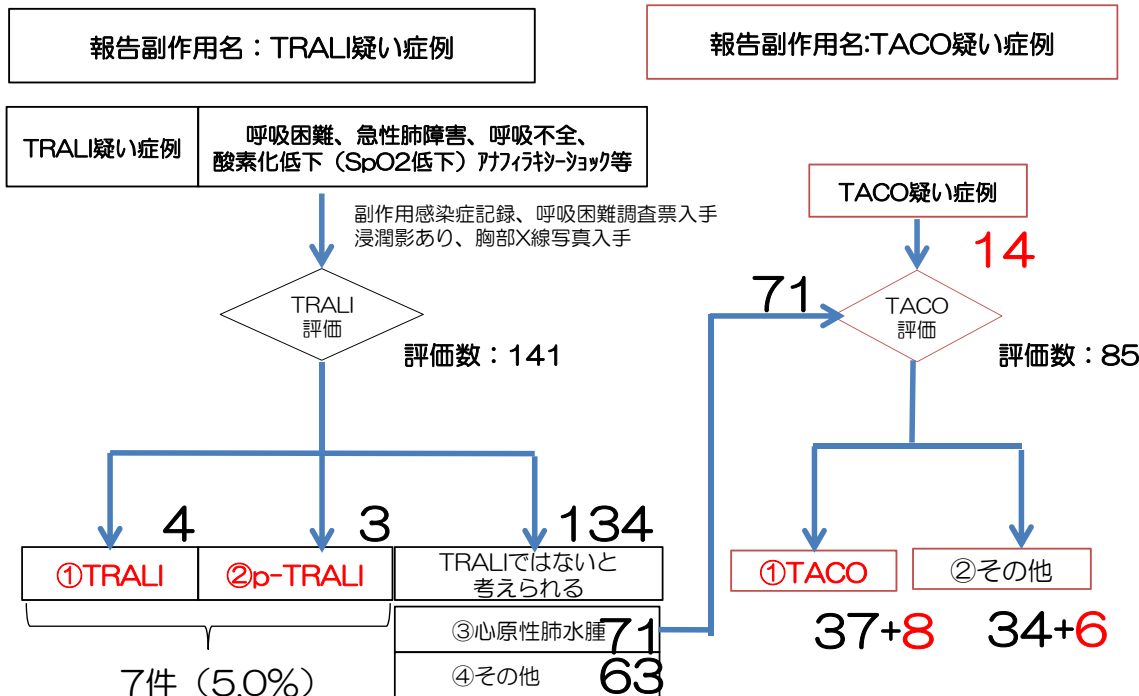 報告副作用名：TRALI疑い症例
報告副作用名:TACO疑い症例
TRALI疑い症例
呼吸困難、急性肺障害、呼吸不全、
酸素化低下（SpO2低下）ｱﾅﾌｨﾗｷｼｰｼｮｯｸ等
副作用感染症記録、呼吸困難調査票入手
浸潤影あり、胸部X線写真入手
TACO疑い症例
14
71
TRALI
評価
評価数：141
TACO
評価
評価数：85
4
3
134
①TRALI
②p-TRALI
TRALIではないと
考えられる
③心原性肺水腫
71
④その他
63
7件（5.0%）
①TACO
②その他
37+8
34+6